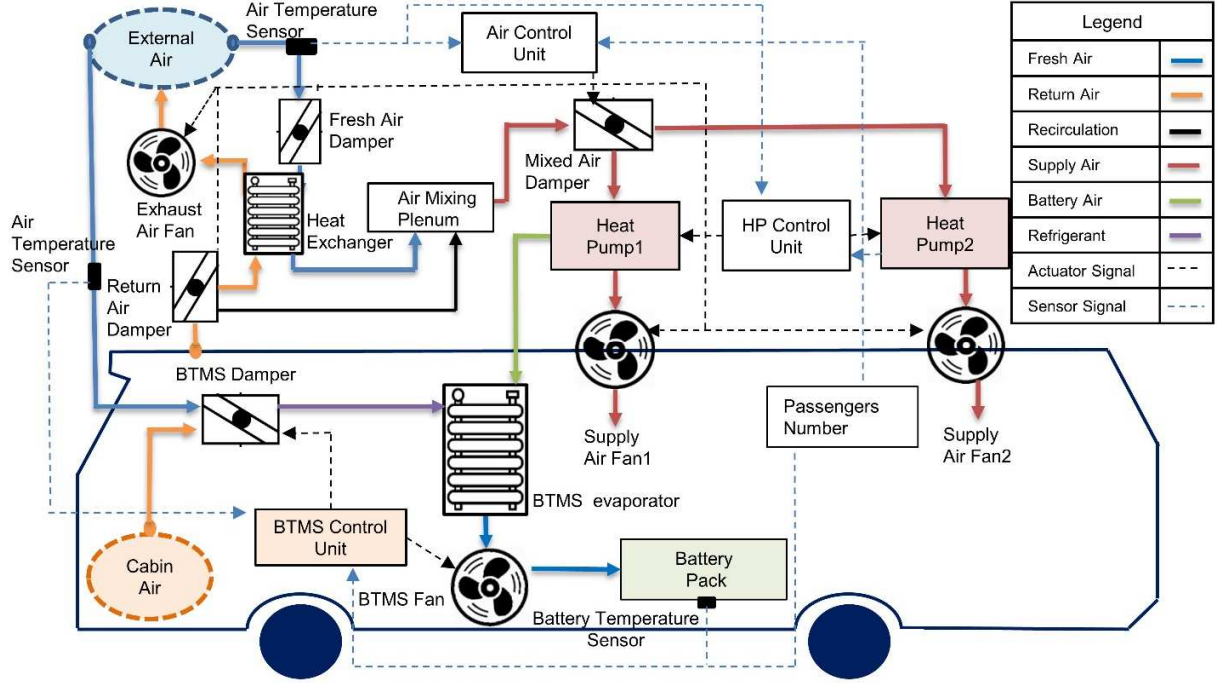 External
Air
Air Temperature
Sensor
Air Control
Unit
Fresh Air
Damper
Mixed Air
Damper
Exhaust
Air Fan
Heat
Exchanger
Air Mixing
Plenum
Heat
Pump1
HP Control
Unit
Heat
Pump2
Air
Temperature
Sensor
Return
Air
Damper
BTMS Damper
Passengers
Number
Supply
Air Fan1
Supply
Air Fan2
BTMS evaporator
BTMS Control
Unit
Cabin
Air
BTMS Fan
Battery
Pack
Battery Temperature
Sensor
Legend
Fresh Air
Return Air
Recirculation
Supply Air
Battery Air
Refrigerant
Actuator Signal
Sensor Signal